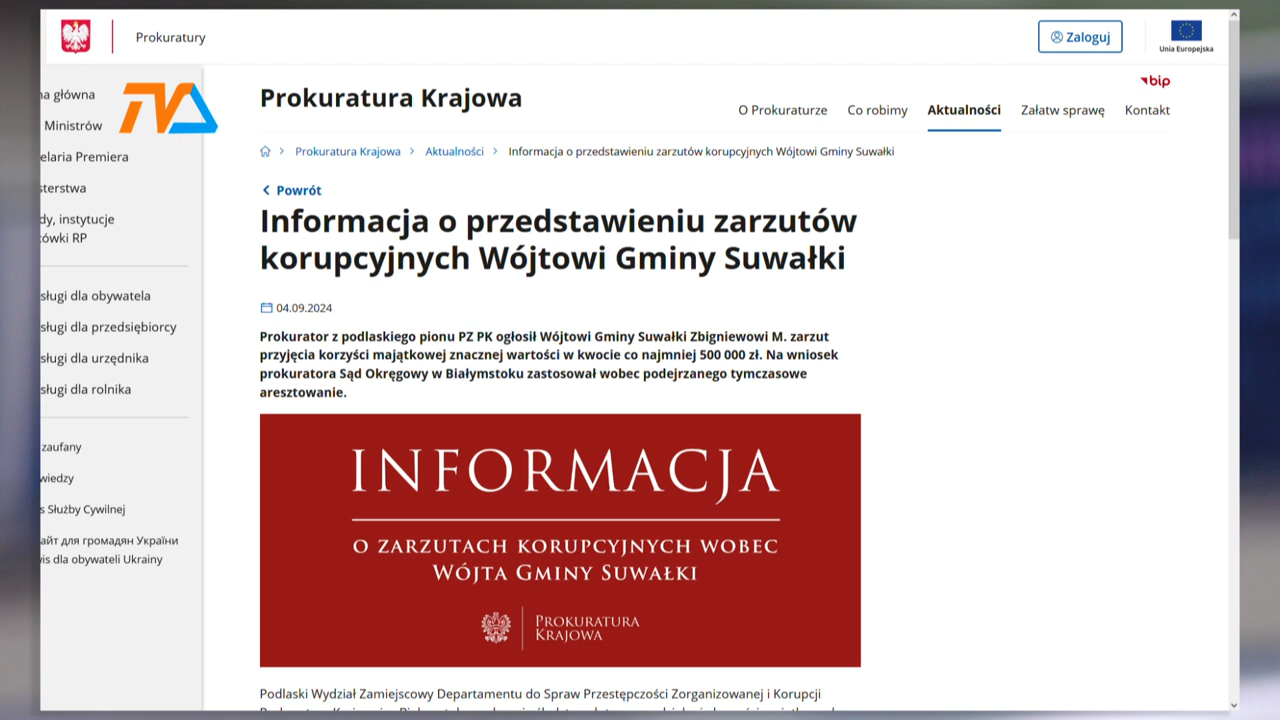 Prokuratury
Zaloguj
Unia Europejska
na główna
Ministrów
elaria Premiera
sterstwa
dy, instytucje
cówki RP
sługi dla obywatela
sługi dla przedsiębiorcy
sługi dla urzędnika
sługi dla rolnika
zaufany
wiedzy
s Służby Cywilnej
айт для громадян України
wis dla obywateli Ukrainy
TVA
bip
Prokuratura Krajowa
O Prokuraturze Co robimy Aktualności Załatw sprawę Kontakt
Prokuratura Krajowa > Aktualności > Informacja o przedstawieniu zarzutów korupcyjnych Wójtowi Gminy Suwałki
Powrót
Informacja o przedstawieniu zarzutów
korupcyjnych Wójtowi Gminy Suwałki
04.09.2024
Prokurator z podlaskiego pionu PZ PK ogłosił Wójtowi Gminy Suwałki Zbigniewowi M. zarzut
przyjęcia korzyści majątkowej znacznej wartości w kwocie co najmniej 500 000 zł. Na wniosek
prokuratora Sąd Okręgowy w Białymstoku zastosował wobec podejrzanego tymczasowe
aresztowanie.
INFORMACJA
O ZARZUTACH KORUPCYJNYCH WOBEC
WÓJTA GMINY SUWAŁKI
PROKURATURA
KRAJOWA
Podlaski Wydział Zamiejscowy Departamentu do Spraw Przestępczości Zorganizowanej i Korupcji